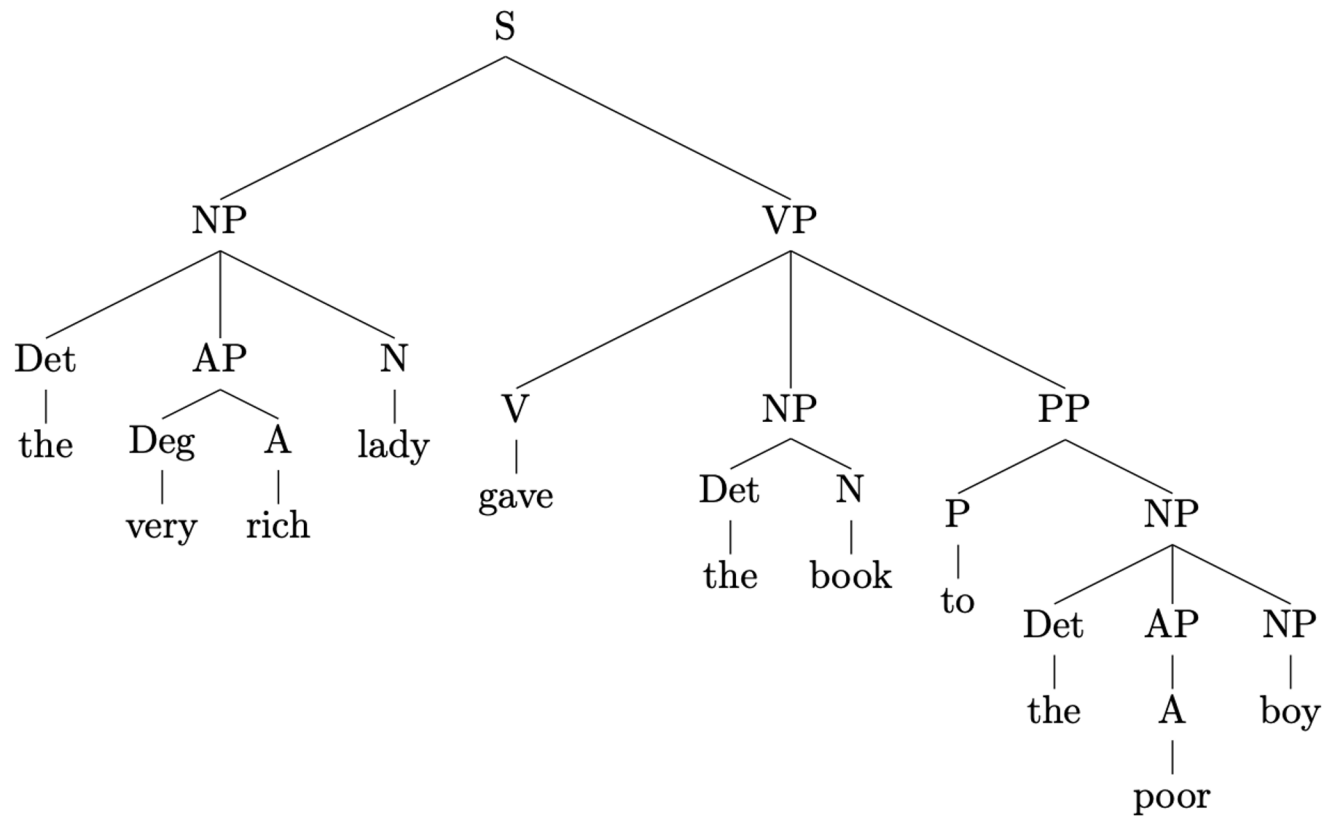 S
NP VP
Det AP N
V NP PP
the Deg A lady
gave Det N P NP
very rich
the book to
Det AP NP
the A boy
poor